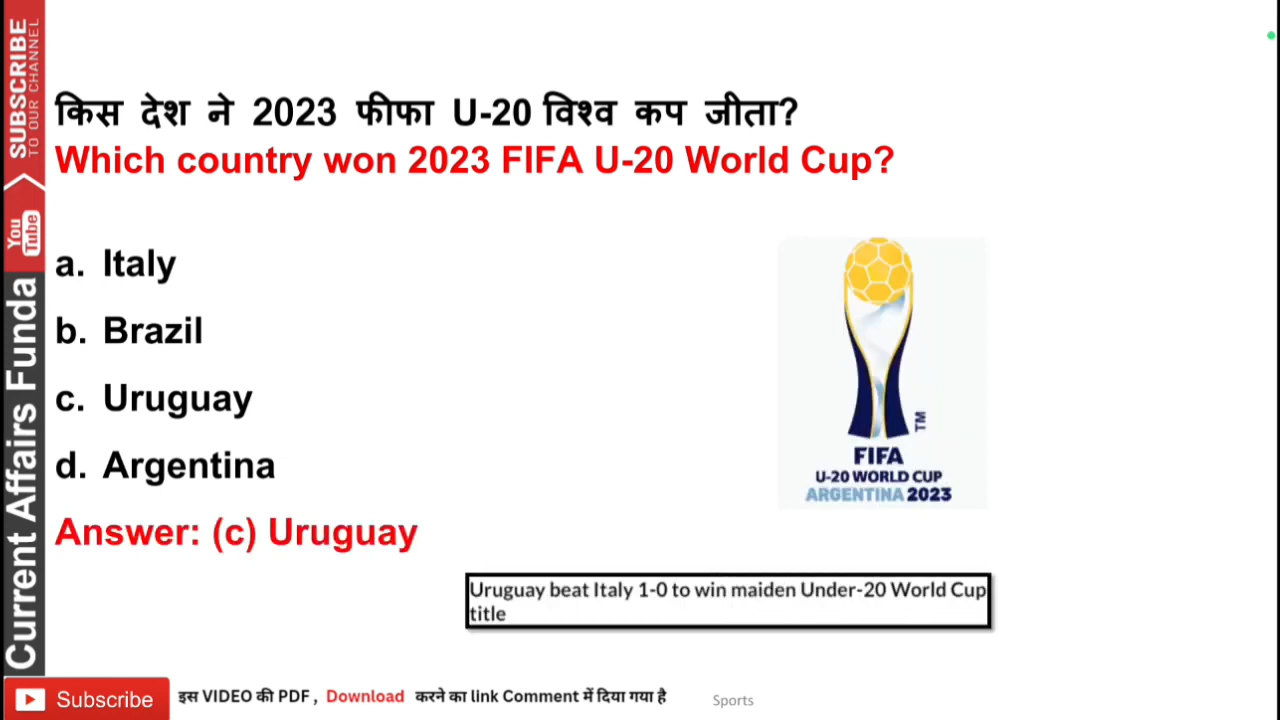 SUBSCRIBE
TO OUR CHANNEL
You
Tube
Current Affairs Funda
किस देश ने 2023 फीफा U-20 विश्व कप जीता?
Which country won 2023 FIFA U-20 World Cup?
a. Italy
b. Brazil
c. Uruguay
d. Argentina
Answer: (c) Uruguay
TM
FIFA
U-20 WORLD CUP
ARGENTINA 2023
Uruguay beat Italy 1-0 to win maiden Under-20 World Cup
title
Subscribe
इस VIDEO की PDF , Download करने का link Comment में दिया गया है
Sports